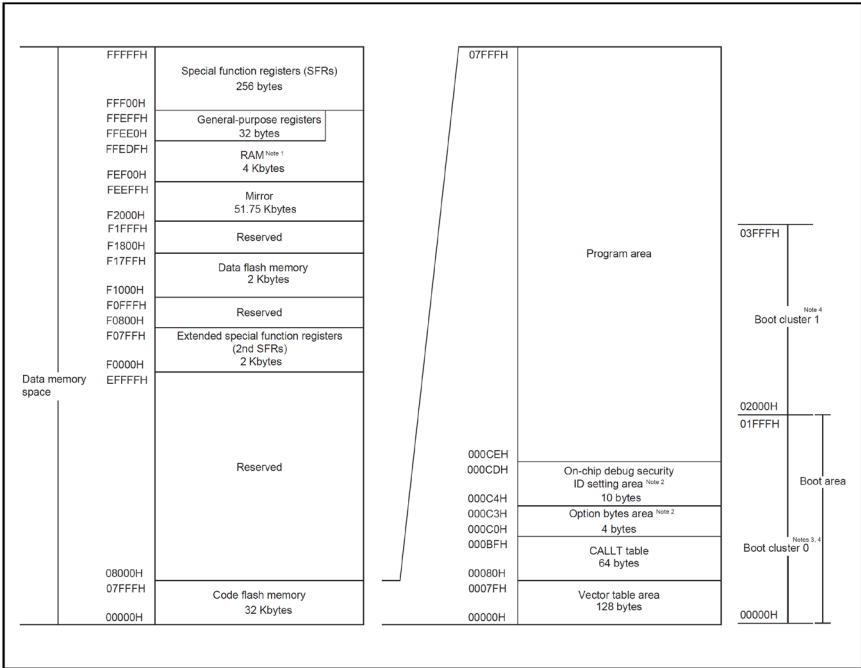 FFFFFH
Special function registers (SFRs)
256 bytes
FFF00H
FFEFFH
General-purpose registers
32 bytes
FFEE0H
FFEDFH
RAM Note 1
4 Kbytes
FEF00H
FEEFFH
Mirror
51.75 Kbytes
F2000H
F1FFFH
Reserved
F1800H
F17FFH
Data flash memory
2 Kbytes
F1000H
F0FFFH
Reserved
F0800H
F07FFH
Extended special function registers
(2nd SFRs)
2 Kbytes
F0000H
EFFFFH
Data memory
space
Reserved
08000H
07FFFH
Code flash memory
32 Kbytes
00000H
07FFFH
Program area
000CEH
000CDH
On-chip debug security
ID setting area Note 2
10 bytes
000C4H
000C3H
Option bytes area Note 2
4 bytes
000C0H
000BFH
CALLT table
64 bytes
00080H
0007FH
Vector table area
128 bytes
00000H
03FFFH
Boot cluster 1 Note 4
02000H
01FFFH
Boot area
Boot cluster 0 Notes 3, 4
00000H